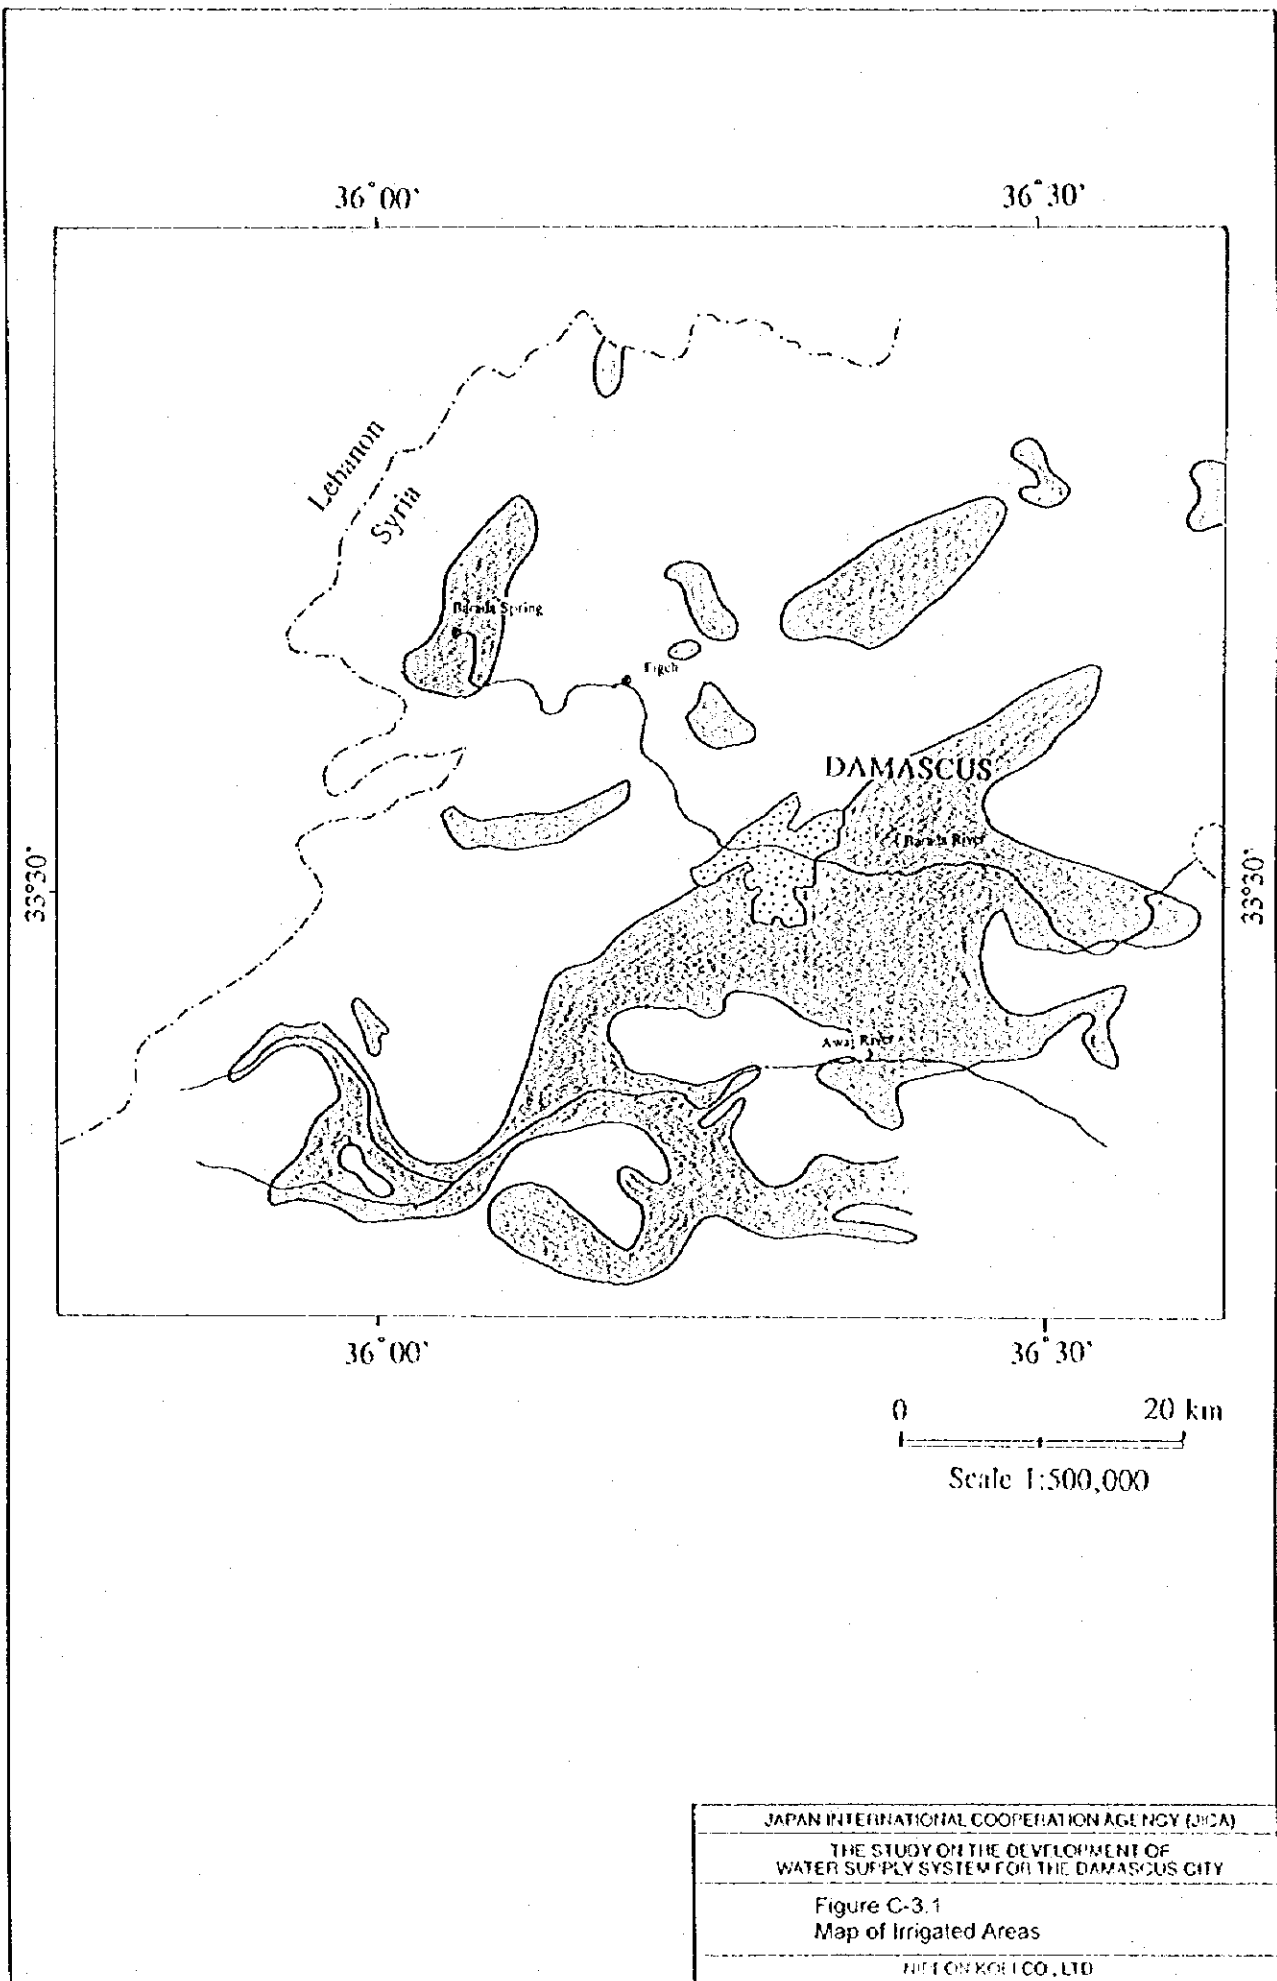 36°00'
36°30'
Lebanon
Syria
Barada Spring
Figeh
DAMASCUS
Barada River
33°30'
33°30'
Awaj River
36°00'
36°30'
0
20 km
Scale 1:500,000
JAPAN INTERNATIONAL COOPERATION AGENCY (JICA)
THE STUDY ON THE DEVELOPMENT OF
WATER SUPPLY SYSTEM FOR THE DAMASCUS CITY
Figure C-3.1
Map of Irrigated Areas
NIPPON KOEI CO., LTD